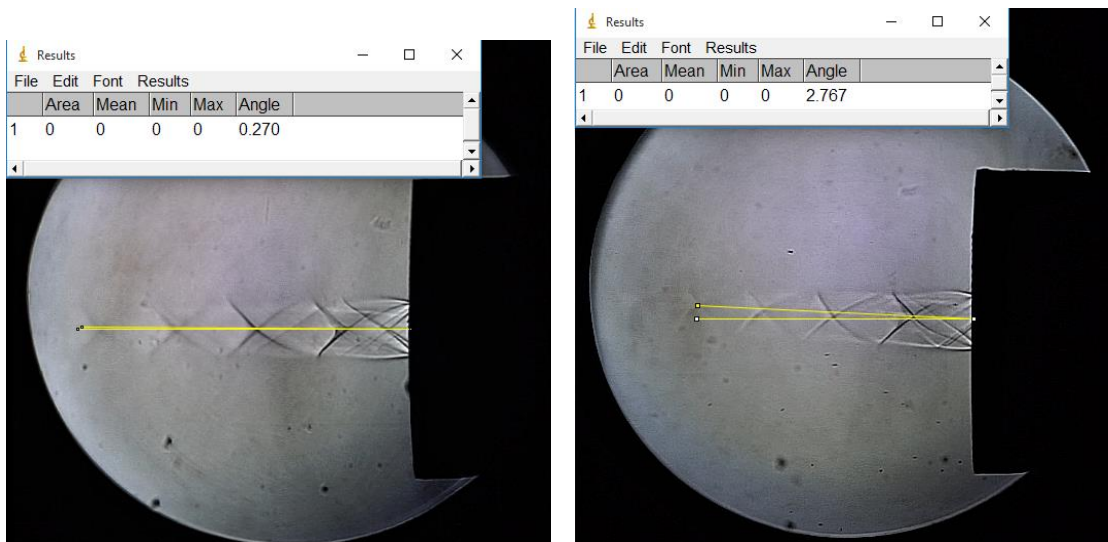 Results
File Edit Font Results
Area Mean Min Max Angle
1 0 0 0 0 0.270
Results
File Edit Font Results
Area Mean Min Max Angle
1 0 0 0 0 2.767